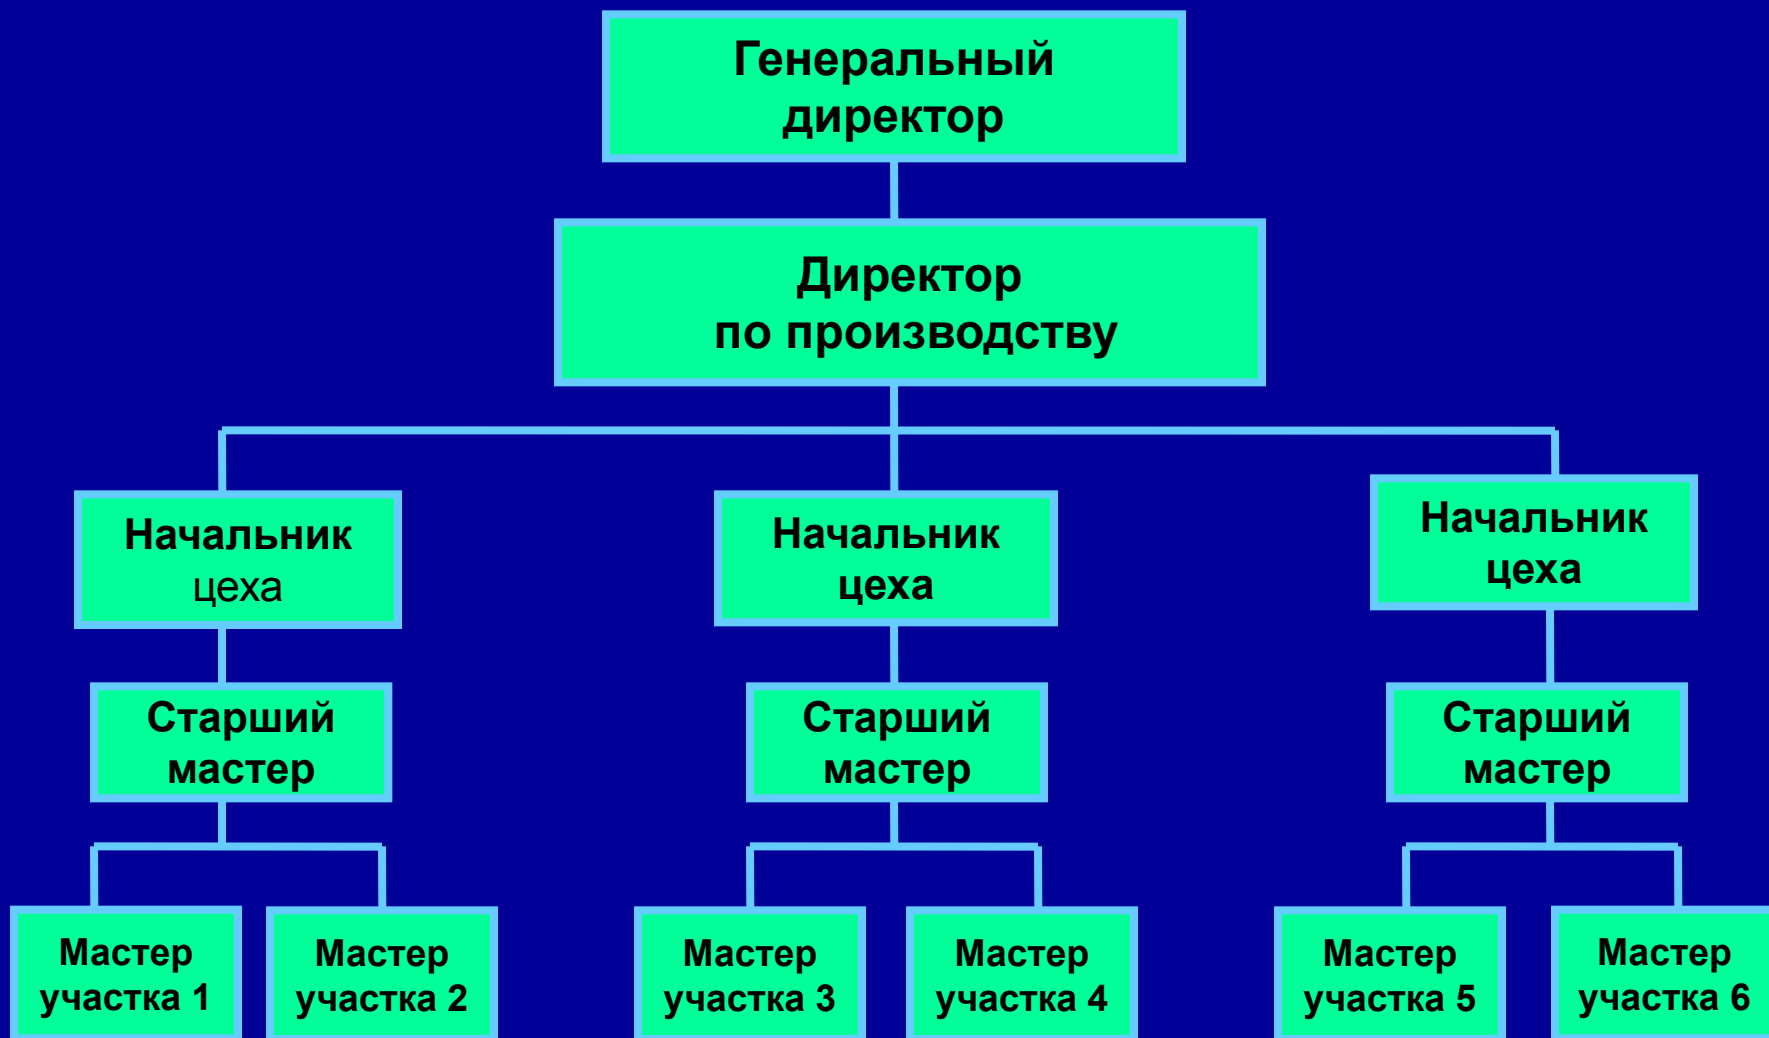 Генеральный
директор
Директор
по производству
Начальник
цеха
Начальник
цеха
Начальник
цеха
Старший
мастер
Старший
мастер
Старший
мастер
Мастер
участка 1
Мастер
участка 2
Мастер
участка 3
Мастер
участка 4
Мастер
участка 5
Мастер
участка 6